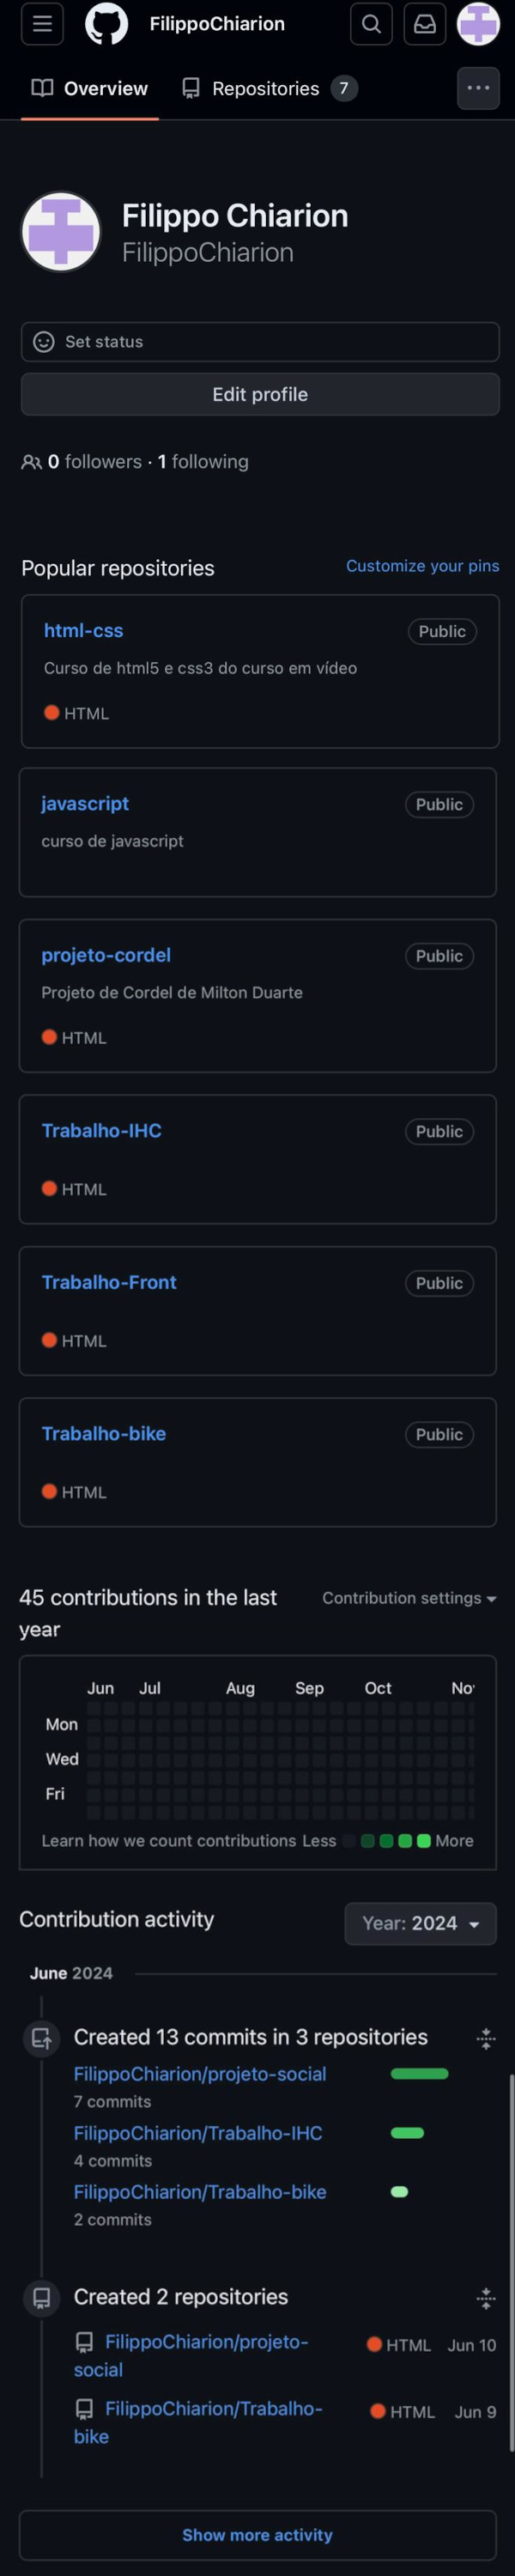 FilippoChiarion
Overview Repositories 7
Filippo Chiarion
FilippoChiarion
Set status
Edit profile
0 followers · 1 following
Popular repositories Customize your pins
html-css Public
Curso de html5 e css3 do curso em vídeo
HTML
javascript Public
curso de javascript
projeto-cordel Public
Projeto de Cordel de Milton Duarte
HTML
Trabalho-IHC Public
HTML
Trabalho-Front Public
HTML
Trabalho-bike Public
HTML
45 contributions in the last Contribution settings
year
Jun Jul Aug Sep Oct No
Mon
Wed
Fri
Learn how we count contributions Less More
Contribution activity Year: 2024
June 2024
Created 13 commits in 3 repositories
FilippoChiarion/projeto-social
7 commits
FilippoChiarion/Trabalho-IHC
4 commits
FilippoChiarion/Trabalho-bike
2 commits
Created 2 repositories
FilippoChiarion/projeto- HTML Jun 10
social
FilippoChiarion/Trabalho- HTML Jun 9
bike
Show more activity